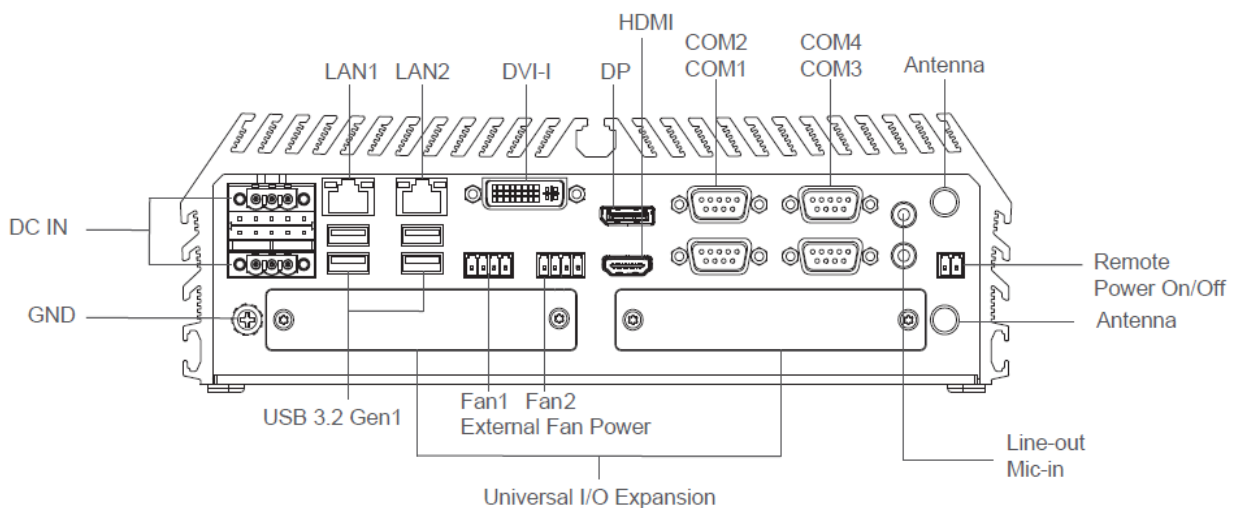 HDMI
COM2
COM1
COM4
COM3
LAN1
LAN2
DVI-I
DP
Antenna
DC IN
GND
Remote
Power On/Off
Antenna
USB 3.2 Gen1
Fan1 Fan2
External Fan Power
Line-out
Mic-in
Universal I/O Expansion